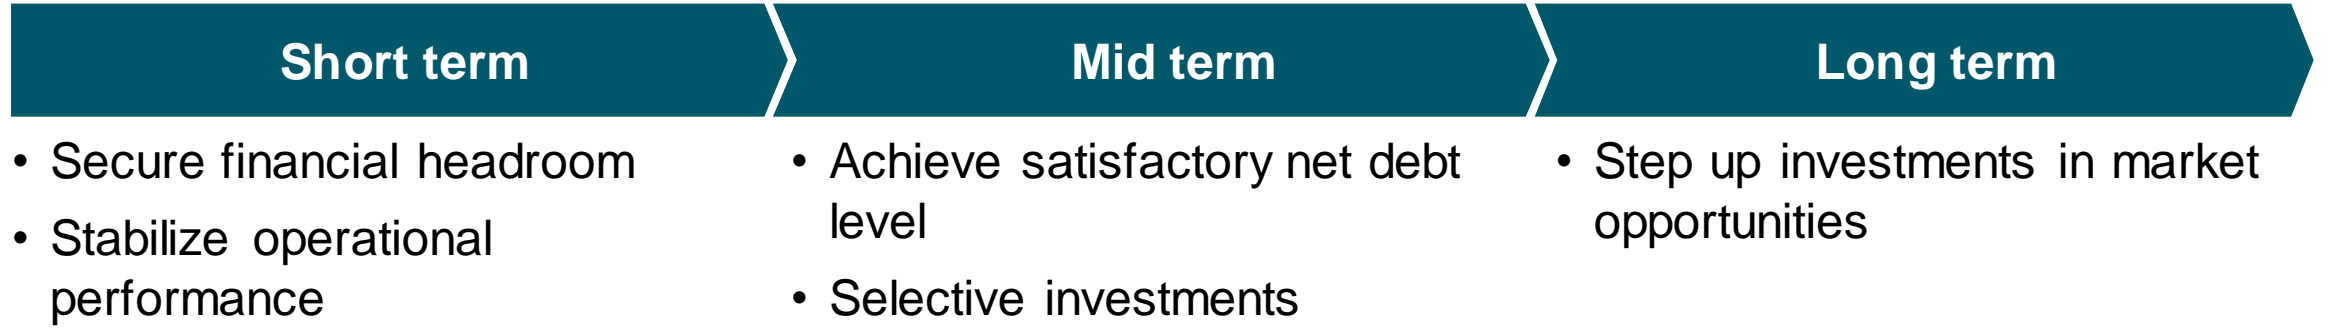 Short term
Mid term
Long term
• Secure financial headroom
• Stabilize operational
performance
• Achieve satisfactory net debt
level
• Selective investments
• Step up investments in market
opportunities